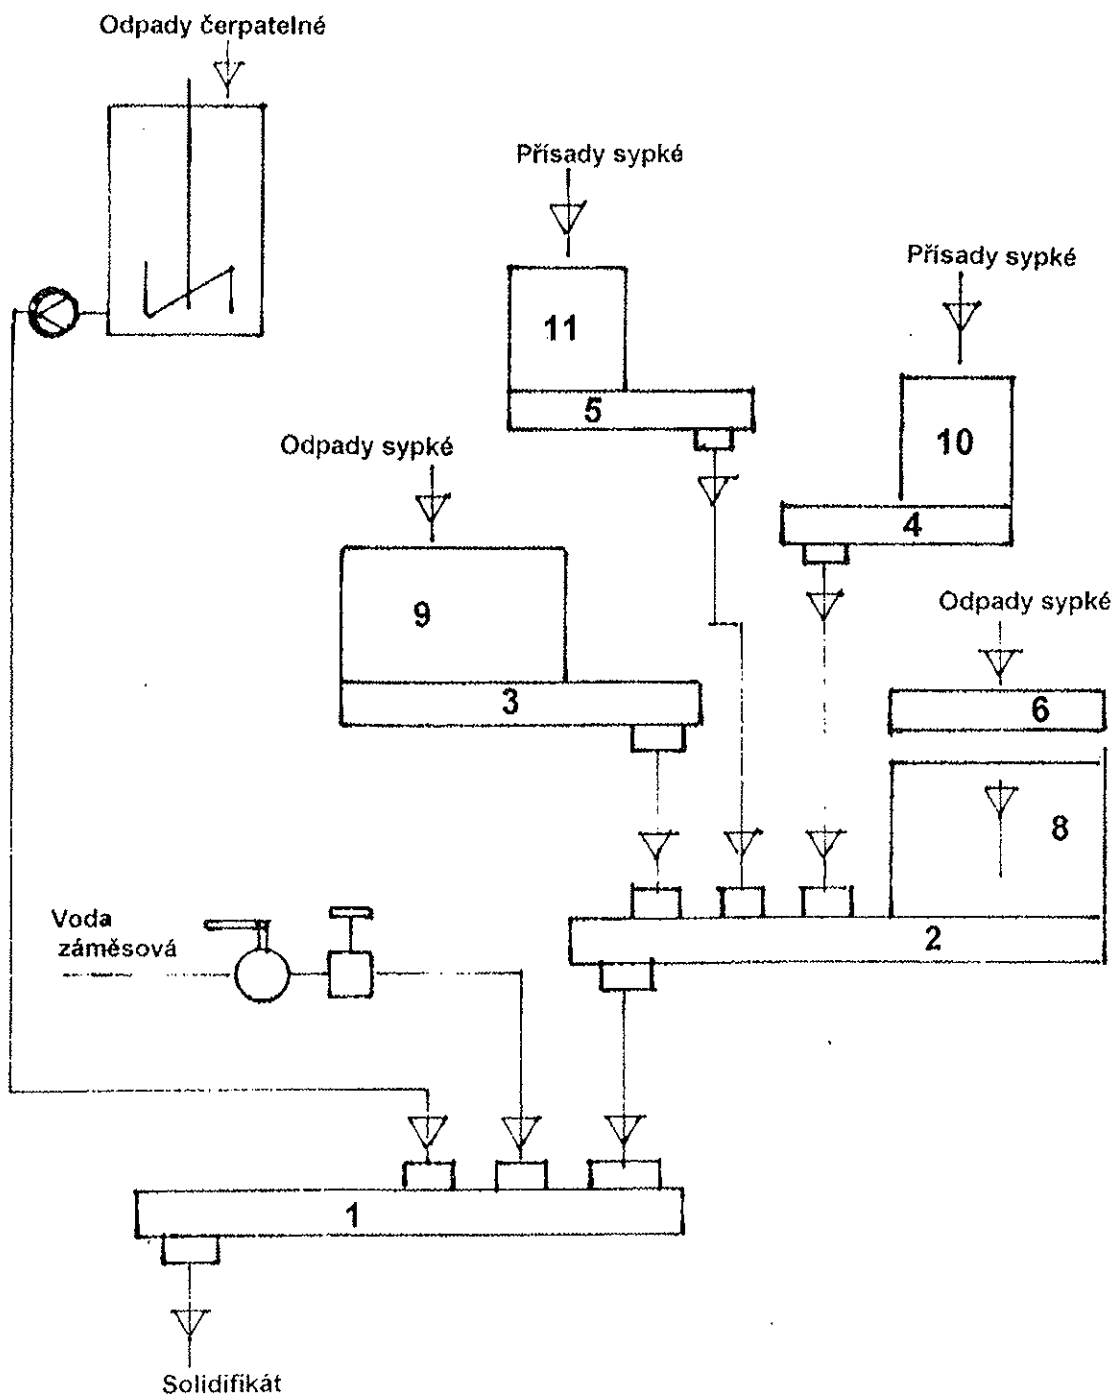 Odpady čerpatelné
Přísady sypké
Přísady sypké
11
5
10
Odpady sypké
4
9
Odpady sypké
3
6
8
Voda
záměsová
2
1
Solidifikát